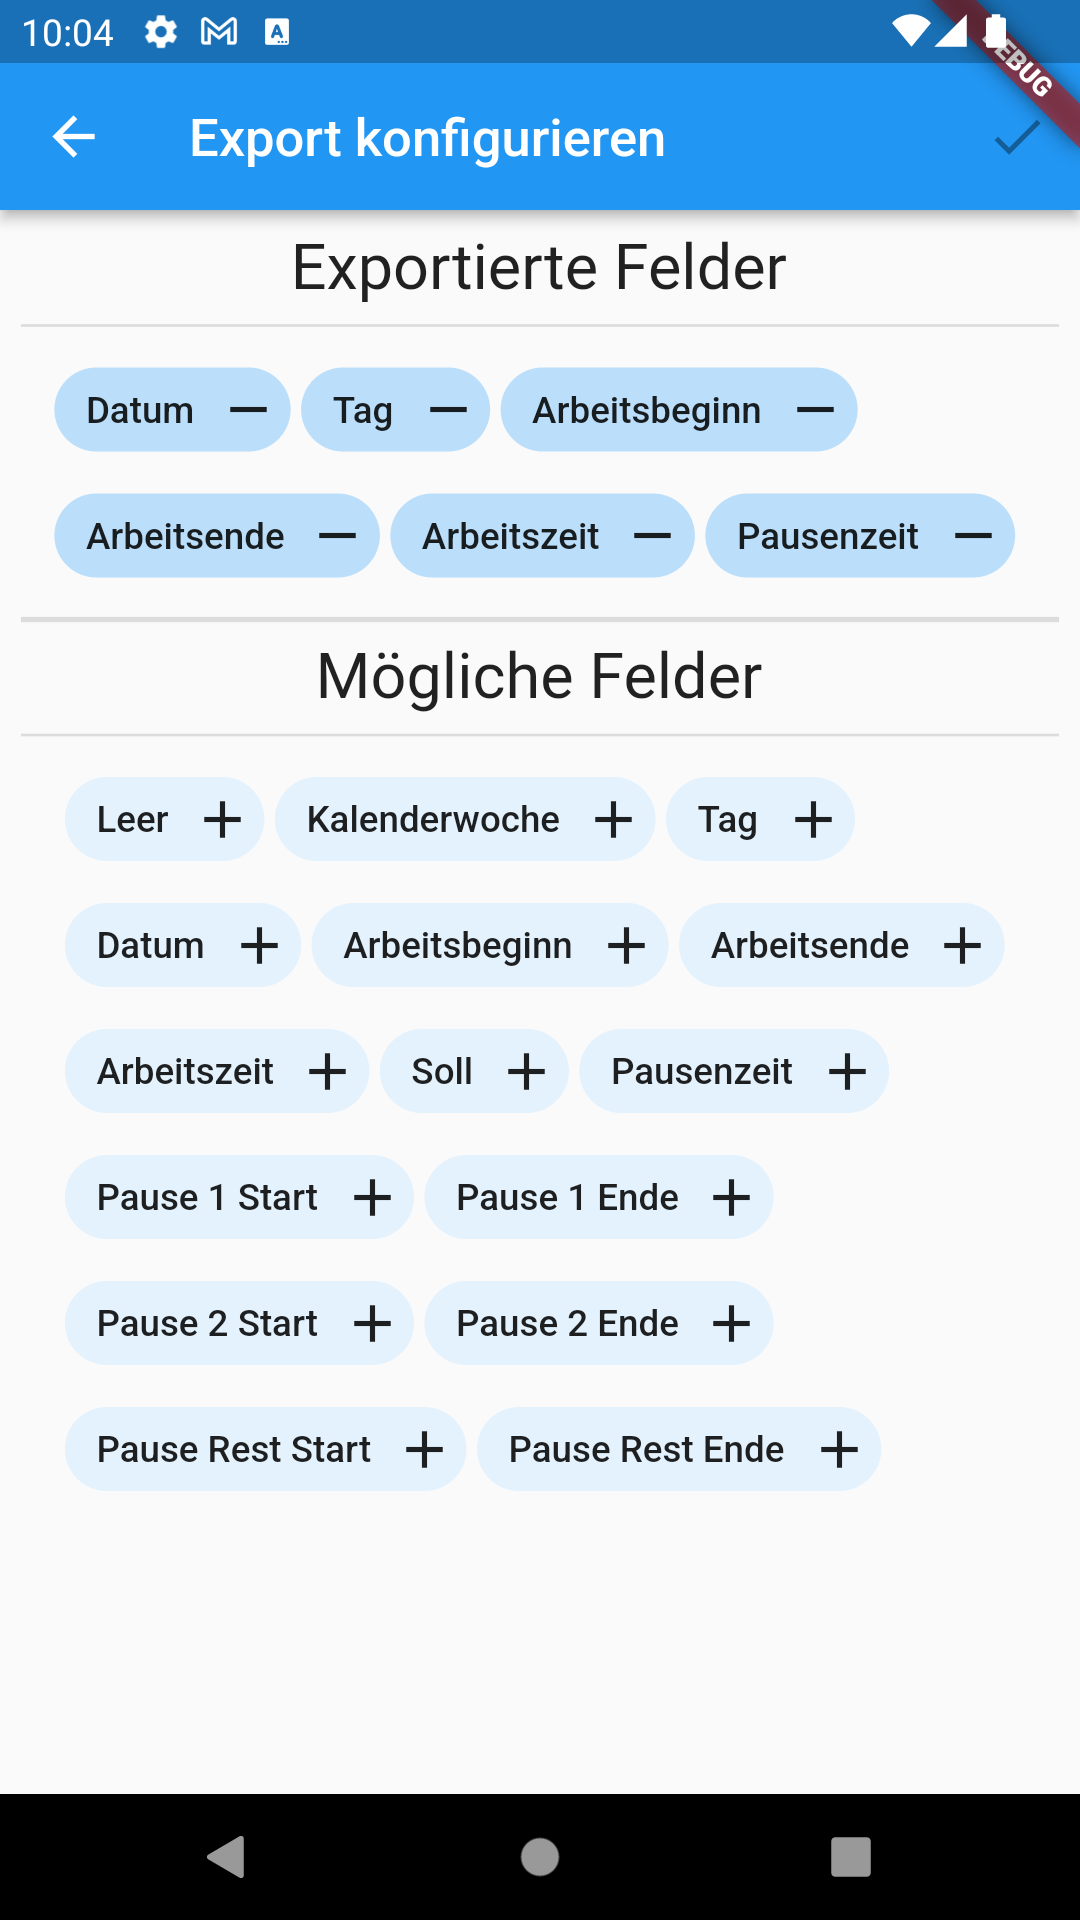 10:04
DEBUG
Export konfigurieren
Exportierte Felder
Datum Tag Arbeitsbeginn
Arbeitsende Arbeitszeit Pausenzeit
Mögliche Felder
Leer Kalenderwoche Tag
Datum Arbeitsbeginn Arbeitsende
Arbeitszeit Soll Pausenzeit
Pause 1 Start Pause 1 Ende
Pause 2 Start Pause 2 Ende
Pause Rest Start Pause Rest Ende